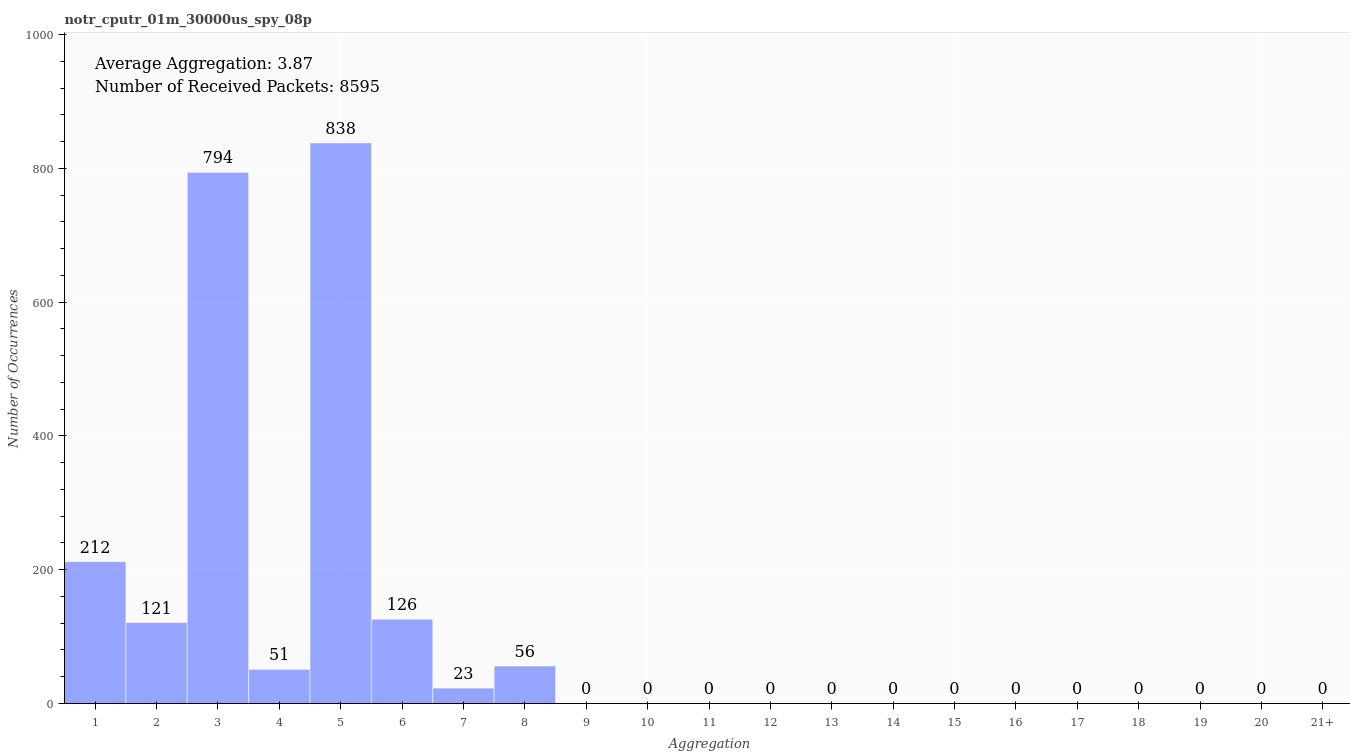 notr_cputr_01m_30000us_spy_08p
1000
800
600
400
200
0
Number of Occurrences
Average Aggregation: 3.87
Number of Received Packets: 8595
212
121
794
51
838
126
23
56
0 0 0 0 0 0 0 0 0 0 0 0 0
1 2 3 4 5 6 7 8 9 10 11 12 13 14 15 16 17 18 19 20 21+
Aggregation